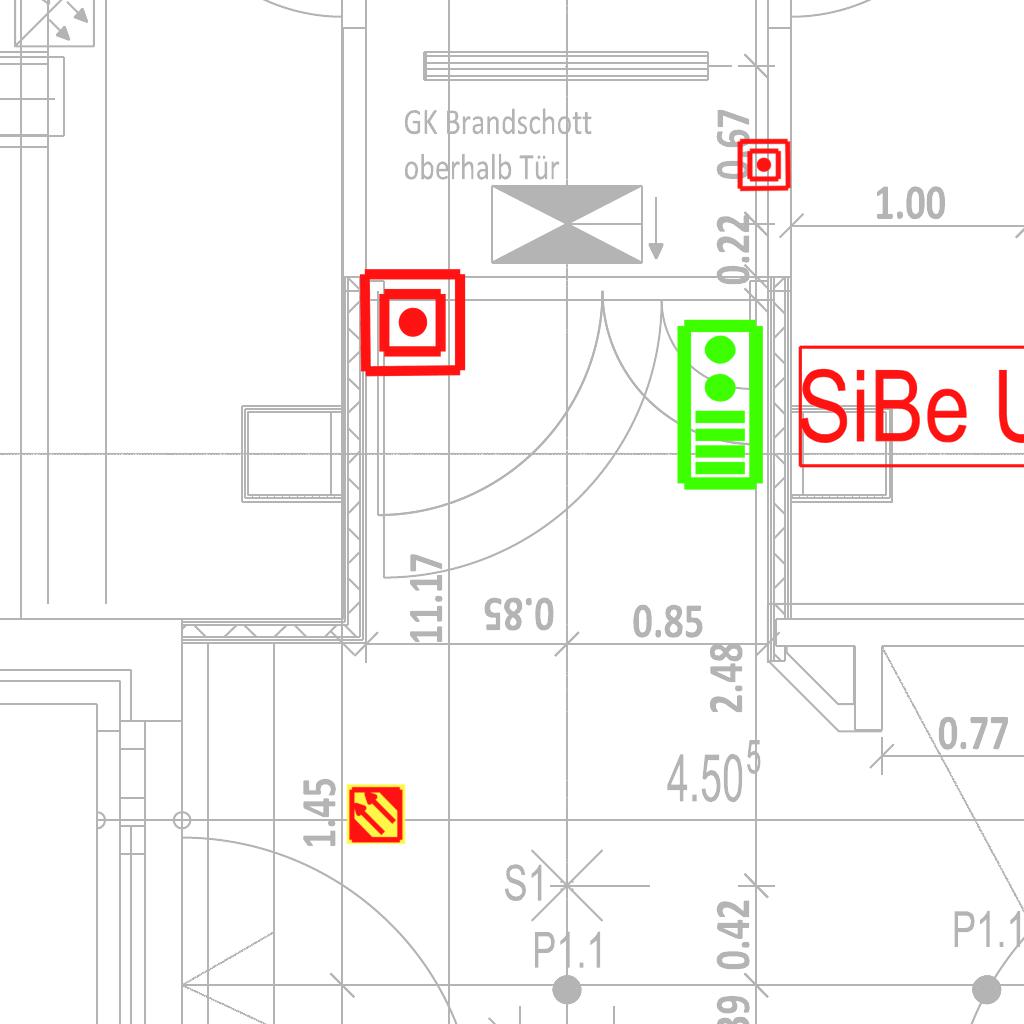 GK Brandschott
oberhalb Tür
0.67
1.00
0.22
SiBe U
11.17
0.85
0.85
2.48
0.77
4.50⁵
1.45
S1
0.42
P1.1
P1.1
89